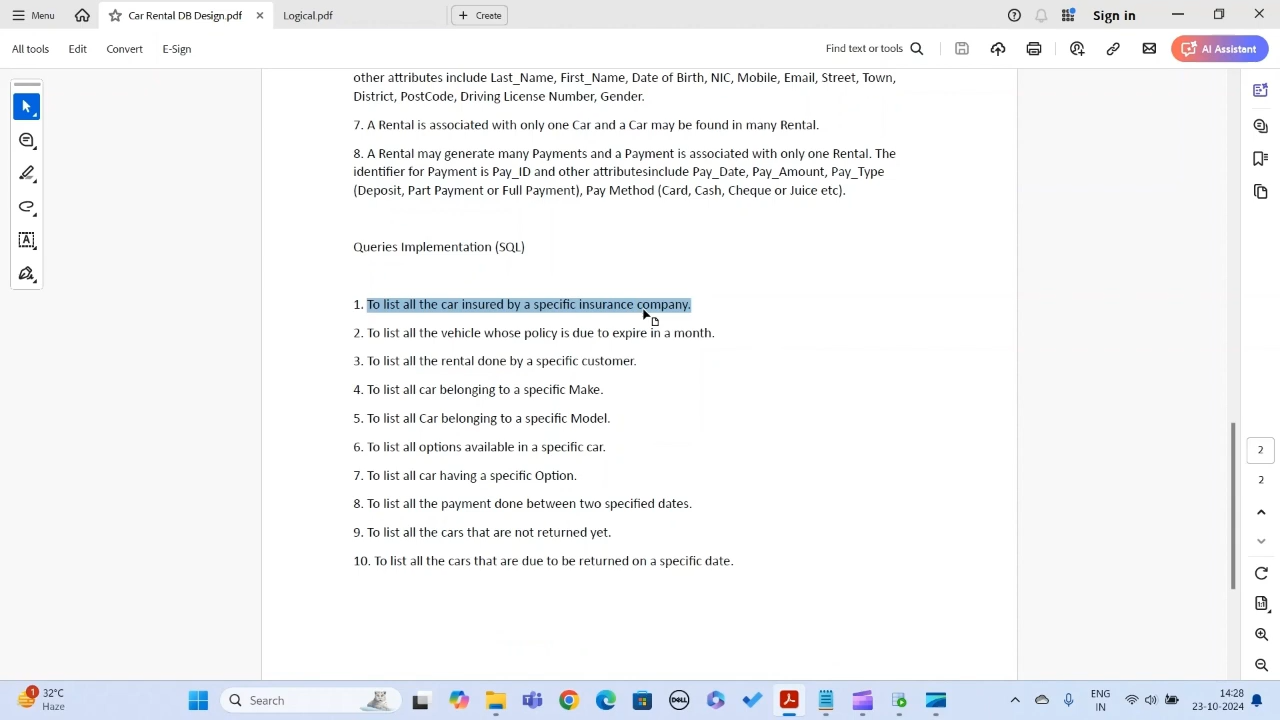 Menu
Car Rental DB Design.pdf
Logical.pdf
Create
Sign in
All tools
Edit
Convert
E-Sign
Find text or tools
AI Assistant
other attributes include Last_Name, First_Name, Date of Birth, NIC, Mobile, Email, Street, Town,
District, PostCode, Driving License Number, Gender.
7. A Rental is associated with only one Car and a Car may be found in many Rental.
8. A Rental may generate many Payments and a Payment is associated with only one Rental. The
identifier for Payment is Pay_ID and other attributesinclude Pay_Date, Pay_Amount, Pay_Type
(Deposit, Part Payment or Full Payment), Pay Method (Card, Cash, Cheque or Juice etc).
Queries Implementation (SQL)
1. To list all the car insured by a specific insurance company.
2. To list all the vehicle whose policy is due to expire in a month.
3. To list all the rental done by a specific customer.
4. To list all car belonging to a specific Make.
5. To list all Car belonging to a specific Model.
6. To list all options available in a specific car.
7. To list all car having a specific Option.
8. To list all the payment done between two specified dates.
9. To list all the cars that are not returned yet.
10. To list all the cars that are due to be returned on a specific date.
2
2
1
32°C
Haze
Search
DELL
ENG
IN
14:28
23-10-2024